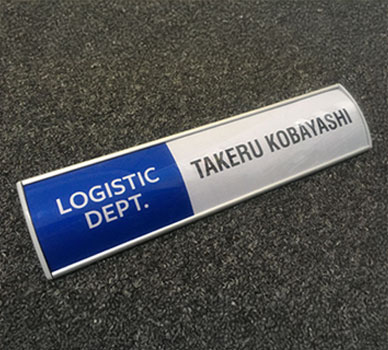 LOGISTIC
DEPT.
TAKERU KOBAYASHI